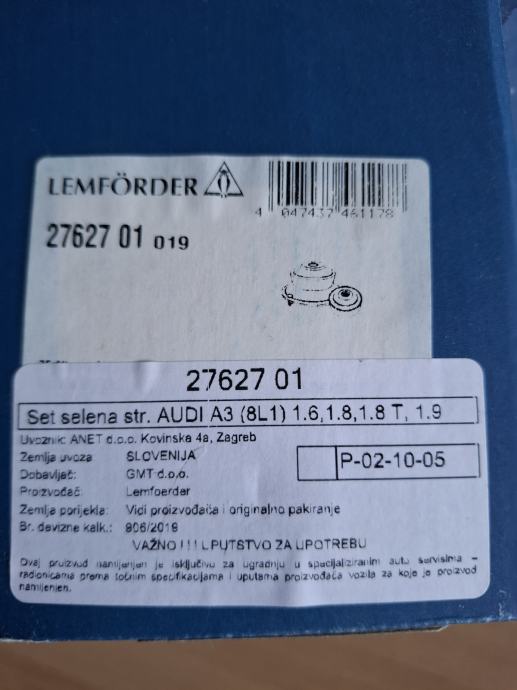 LEMFÖRDER
4 047437 461178
27627 01 019
27627 01
Set selena str. AUDI A3 (8L1) 1.6,1.8,1.8 T, 1.9
Uvoznik: ANET d.o.o. Kovinska 4a, Zagreb
Zemlja uvoza SLOVENIJA
Dobavljač: GMT d.o.o.
P-02-10-05
Proizvođač: Lemfoerder
Zemlja porijekla: Vidi proizvođača i originalno pakiranje
Br. devizne kalk.: 906/2019
VAŽNO ! ! ! UPUTSTVO ZA UPOTREBU
Ovaj proizvod namijenjen je isključivo za ugradnju u specijaliziranim auto servisima –
radionicama prema točnim specifikacijama i uputama proizvođača vozila za koje je proizvod
namijenjen.